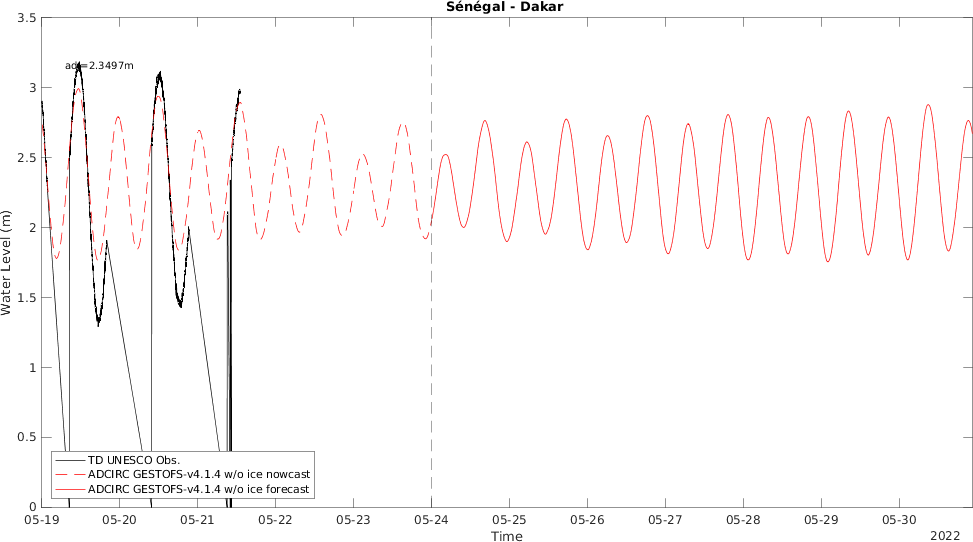 Sénégal - Dakar
3.5
3
2.5
2
1.5
1
0.5
0
Water Level (m)
adj=2.3497m
TD UNESCO Obs.
ADCIRC GESTOFS-v4.1.4 w/o ice nowcast
ADCIRC GESTOFS-v4.1.4 w/o ice forecast
05-19 05-20 05-21 05-22 05-23 05-24 05-25 05-26 05-27 05-28 05-29 05-30
Time
2022